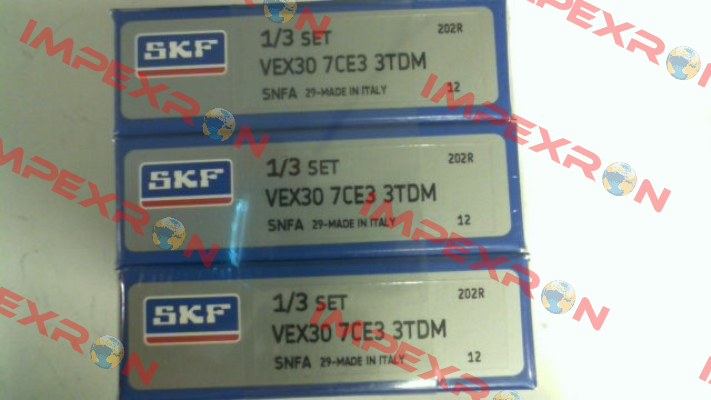 SKF
1/3 SET
202R
VEX30 7CE3 3TDM
SNFA 29-MADE IN ITALY
12
SKF
1/3 SET
202R
VEX30 7CE3 3TDM
SNFA 29-MADE IN ITALY
12
SKF
1/3 SET
202R
VEX30 7CE3 3TDM
SNFA 29-MADE IN ITALY
12
IMPEXRON
IMPEXRON
IMPEXRON
IMPEXRON
IMPEXRON